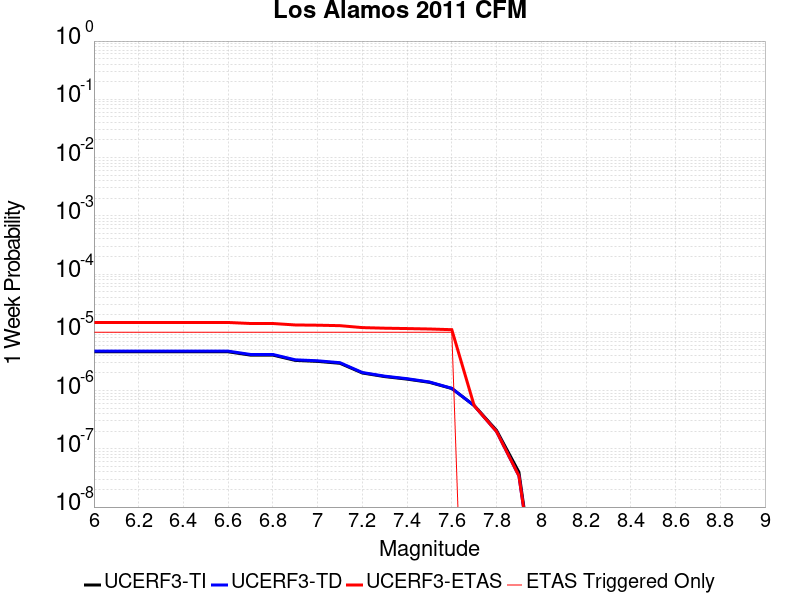 Los Alamos 2011 CFM
1 Week Probability
10^0
10^-1
10^-2
10^-3
10^-4
10^-5
10^-6
10^-7
10^-8
6 6.2 6.4 6.6 6.8 7 7.2 7.4 7.6 7.8 8 8.2 8.4 8.6 8.8 9
Magnitude
UCERF3-TI UCERF3-TD UCERF3-ETAS ETAS Triggered Only